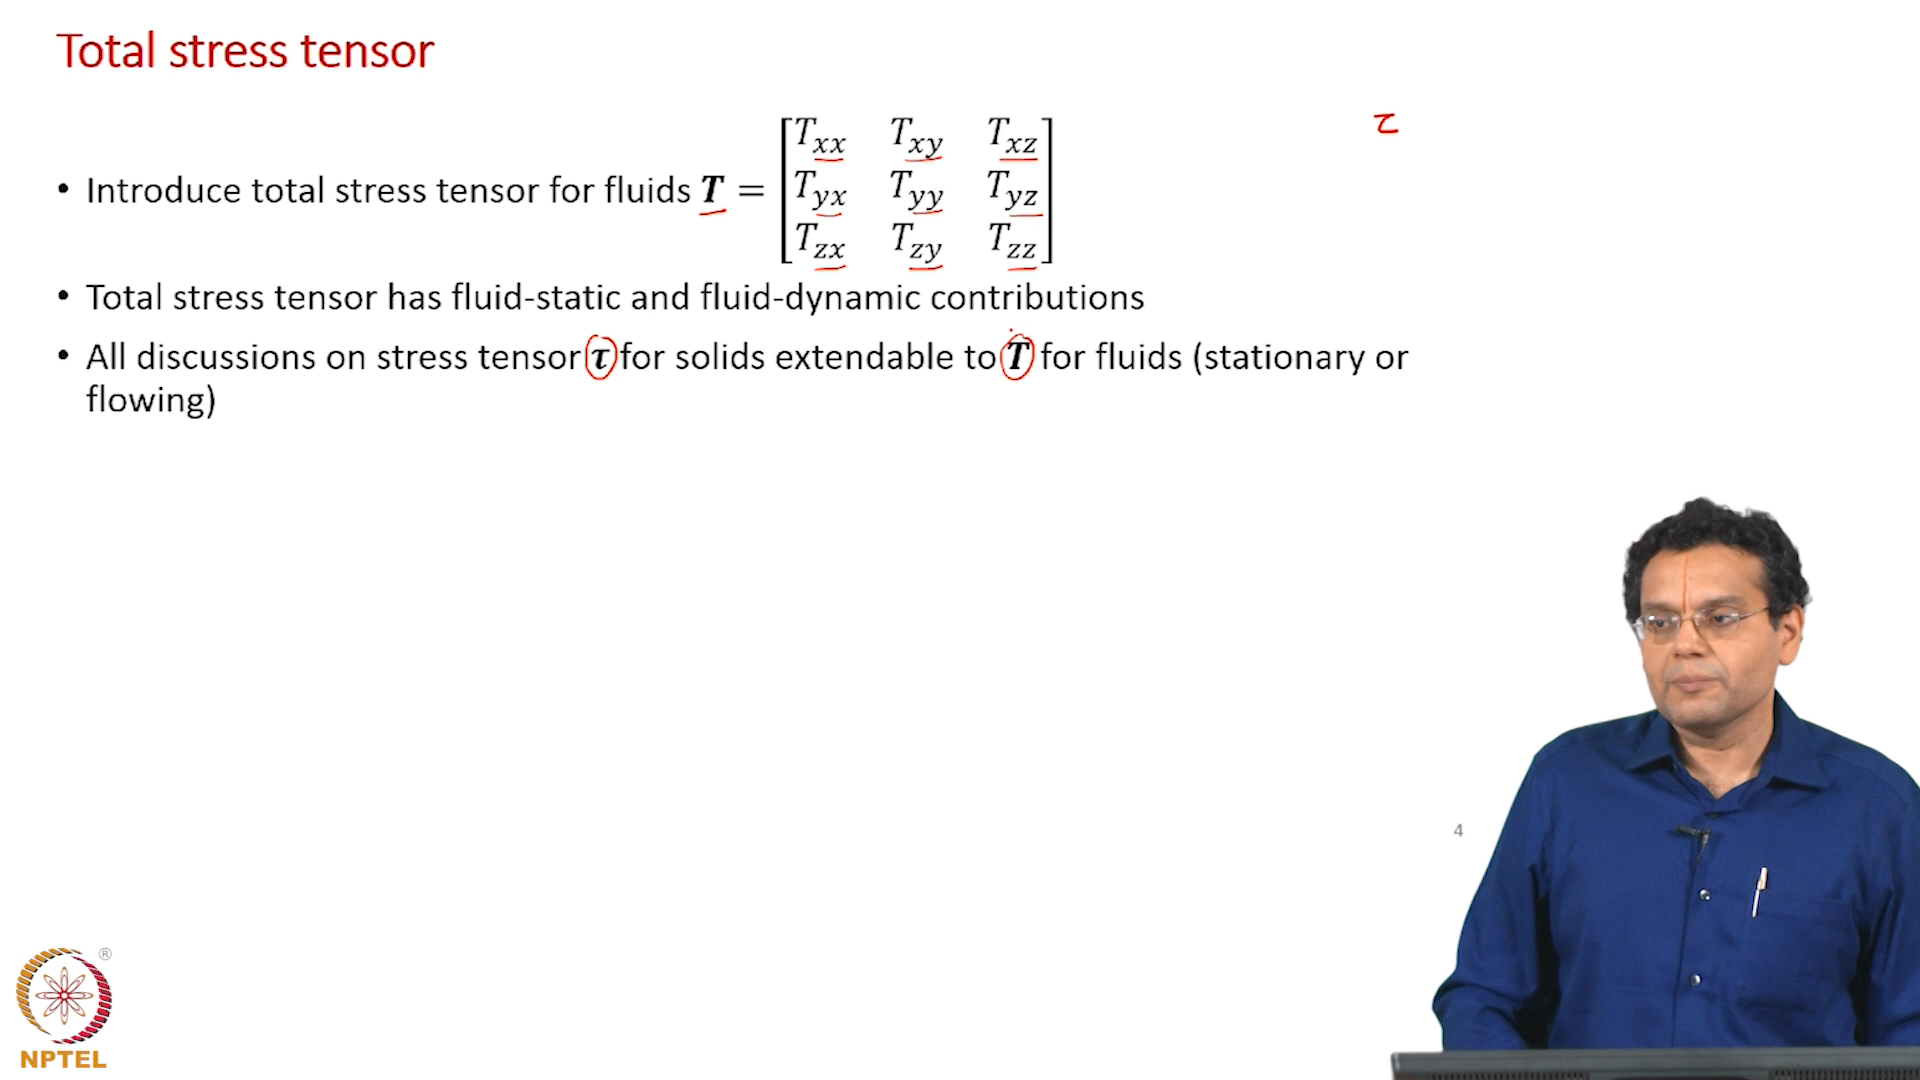 Total stress tensor
τ
• Introduce total stress tensor for fluids T = [Txx Txy Txz
Tyx Tyy Tyz
Tzx Tzy Tzz]
• Total stress tensor has fluid-static and fluid-dynamic contributions
• All discussions on stress tensor τ for solids extendable to T for fluids (stationary or
flowing)
4
®
NPTEL